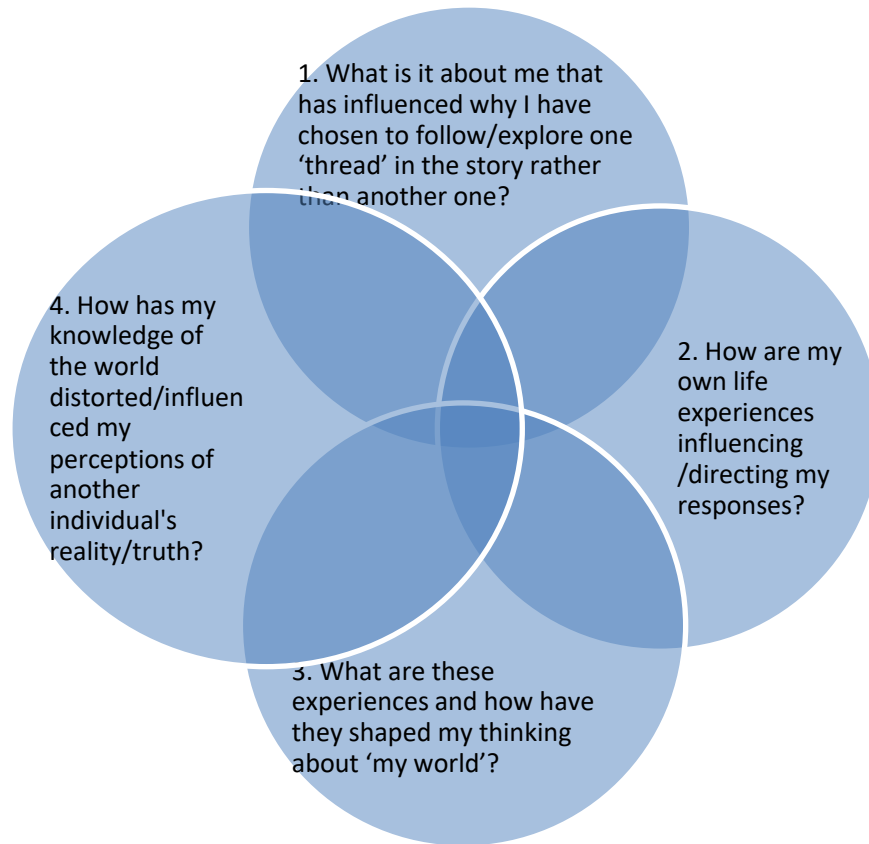 1. What is it about me that
has influenced why I have
chosen to follow/explore one
‘thread’ in the story rather
than another one?
2. How are my
own life
experiences
influencing
/directing my
responses?
3. What are these
experiences and how have
they shaped my thinking
about ‘my world’?
4. How has my
knowledge of
the world
distorted/influen
ced my
perceptions of
another
individual's
reality/truth?